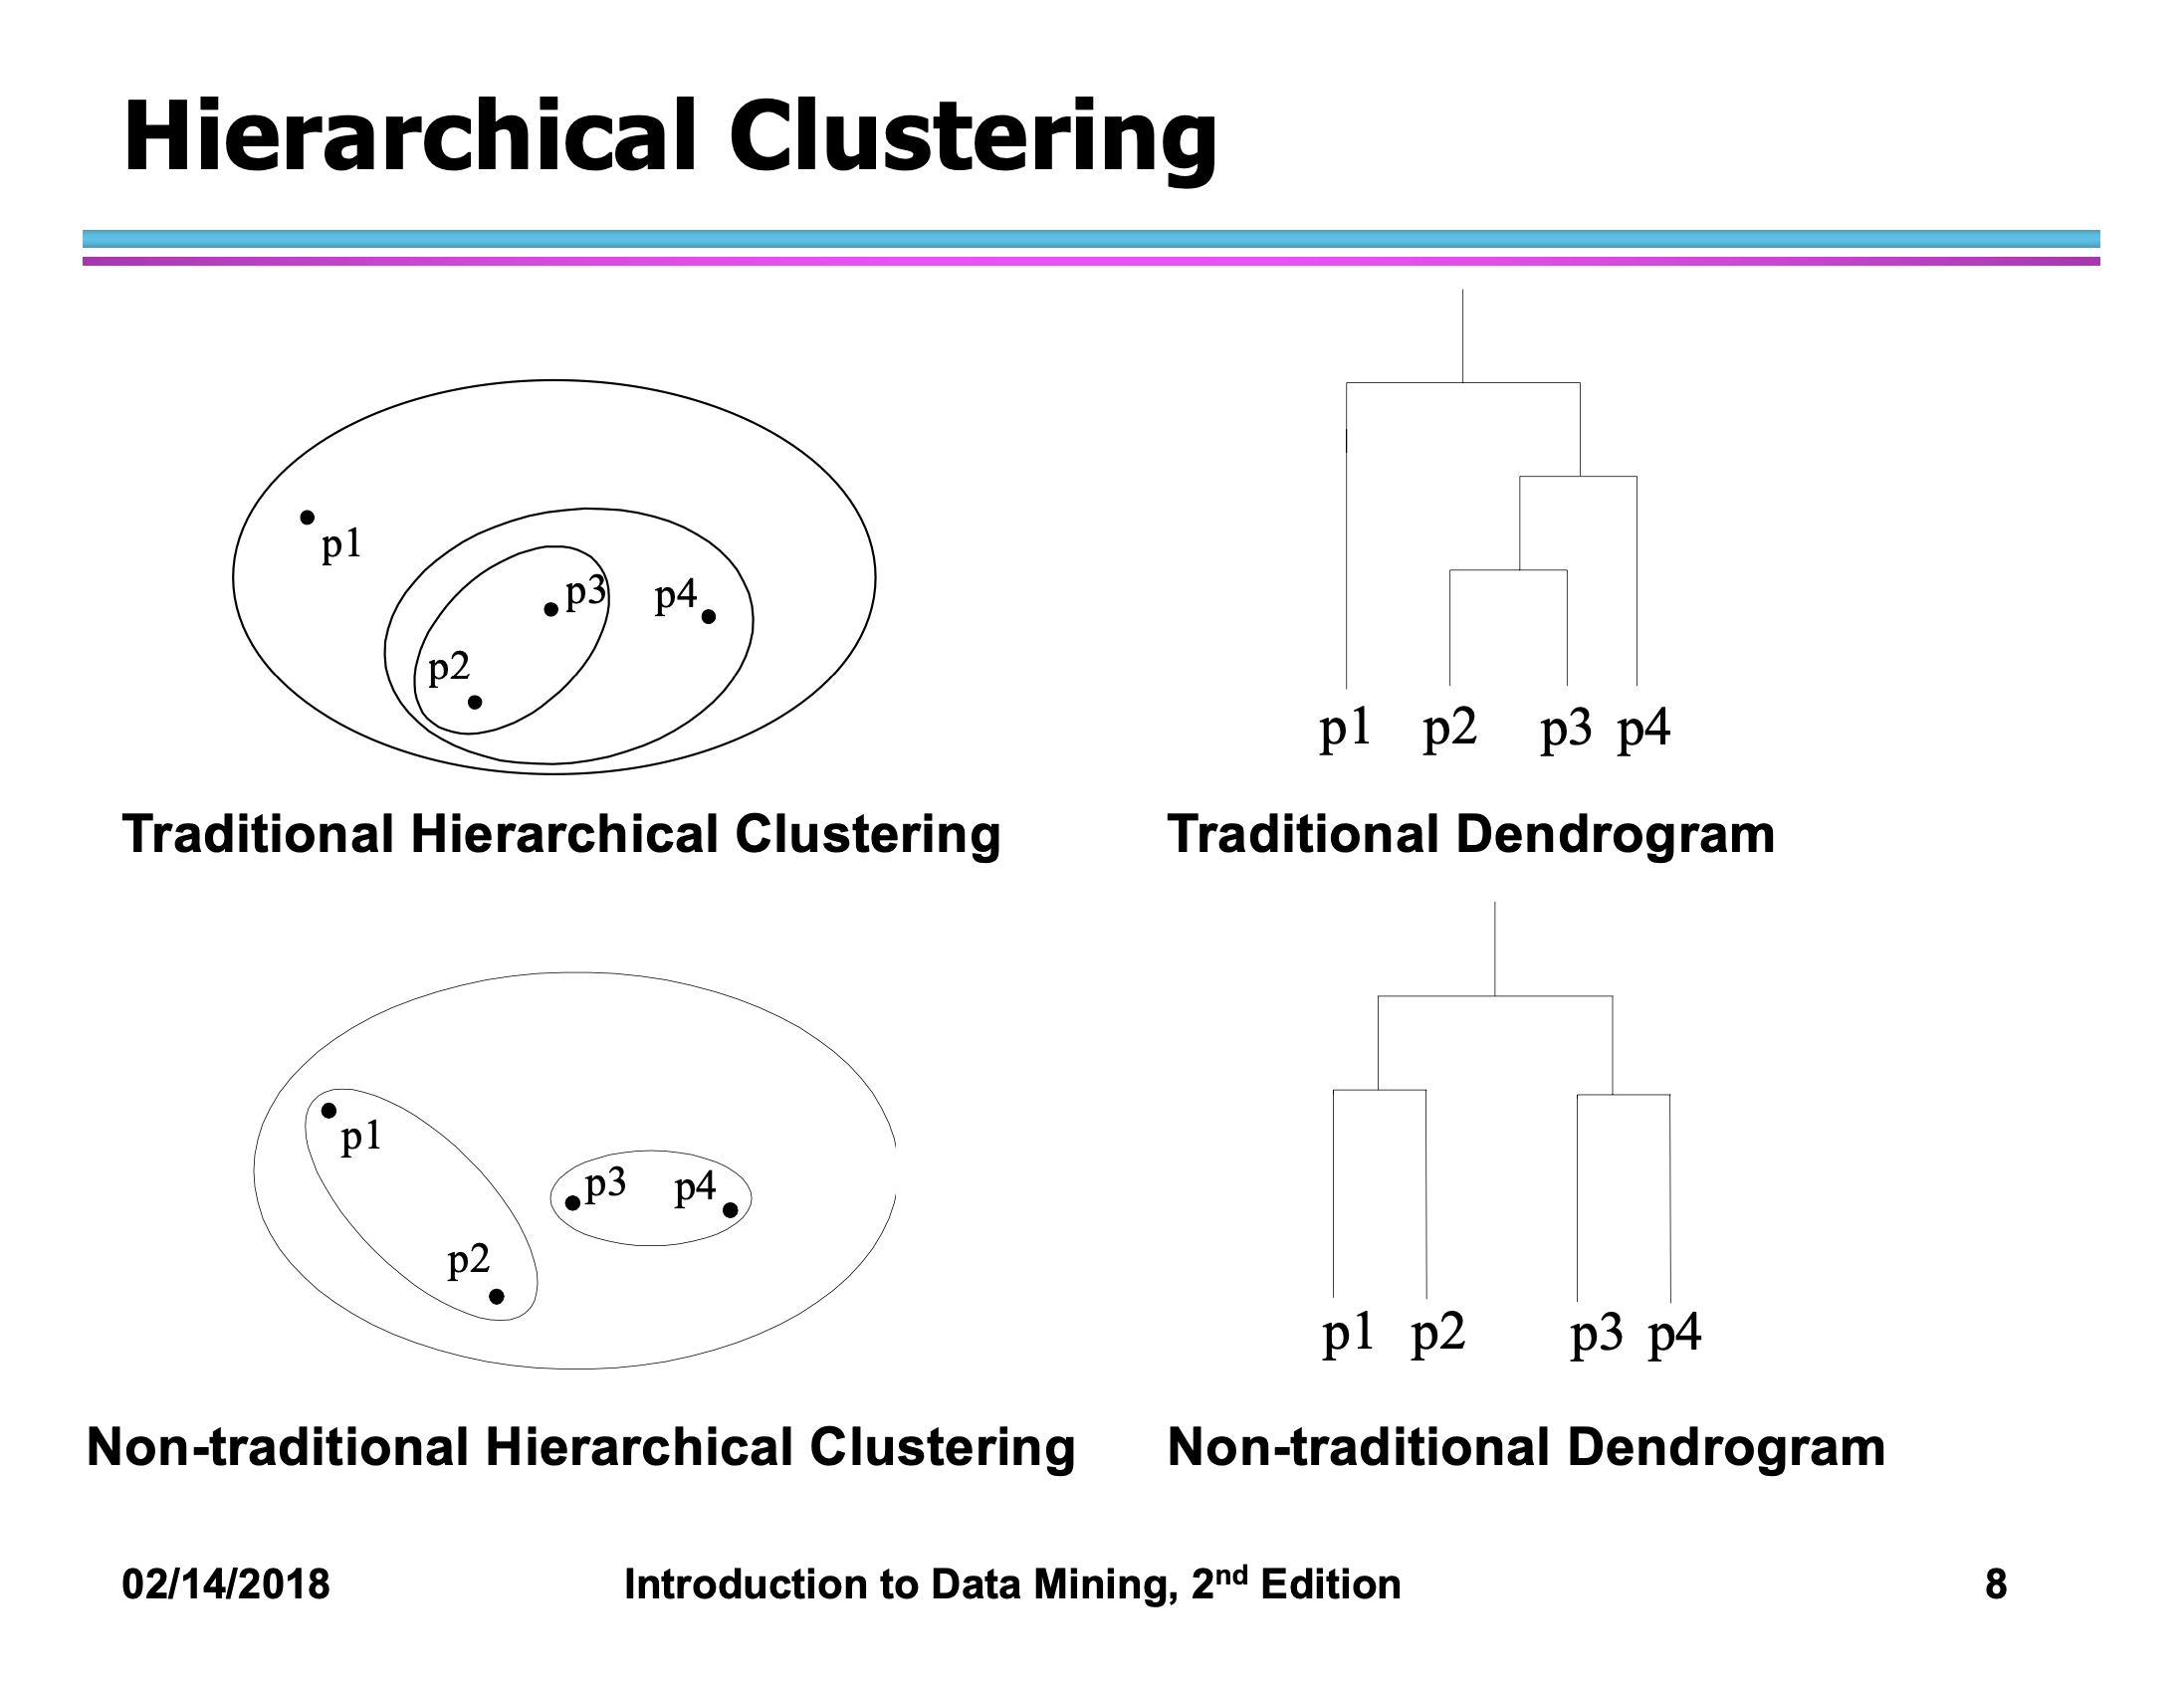 Hierarchical Clustering
p1
p3
p4
p2
p1 p2 p3 p4
Traditional Hierarchical Clustering
Traditional Dendrogram
p1
p3
p4
p2
p1 p2 p3 p4
Non-traditional Hierarchical Clustering
Non-traditional Dendrogram
02/14/2018
Introduction to Data Mining, 2nd Edition
8